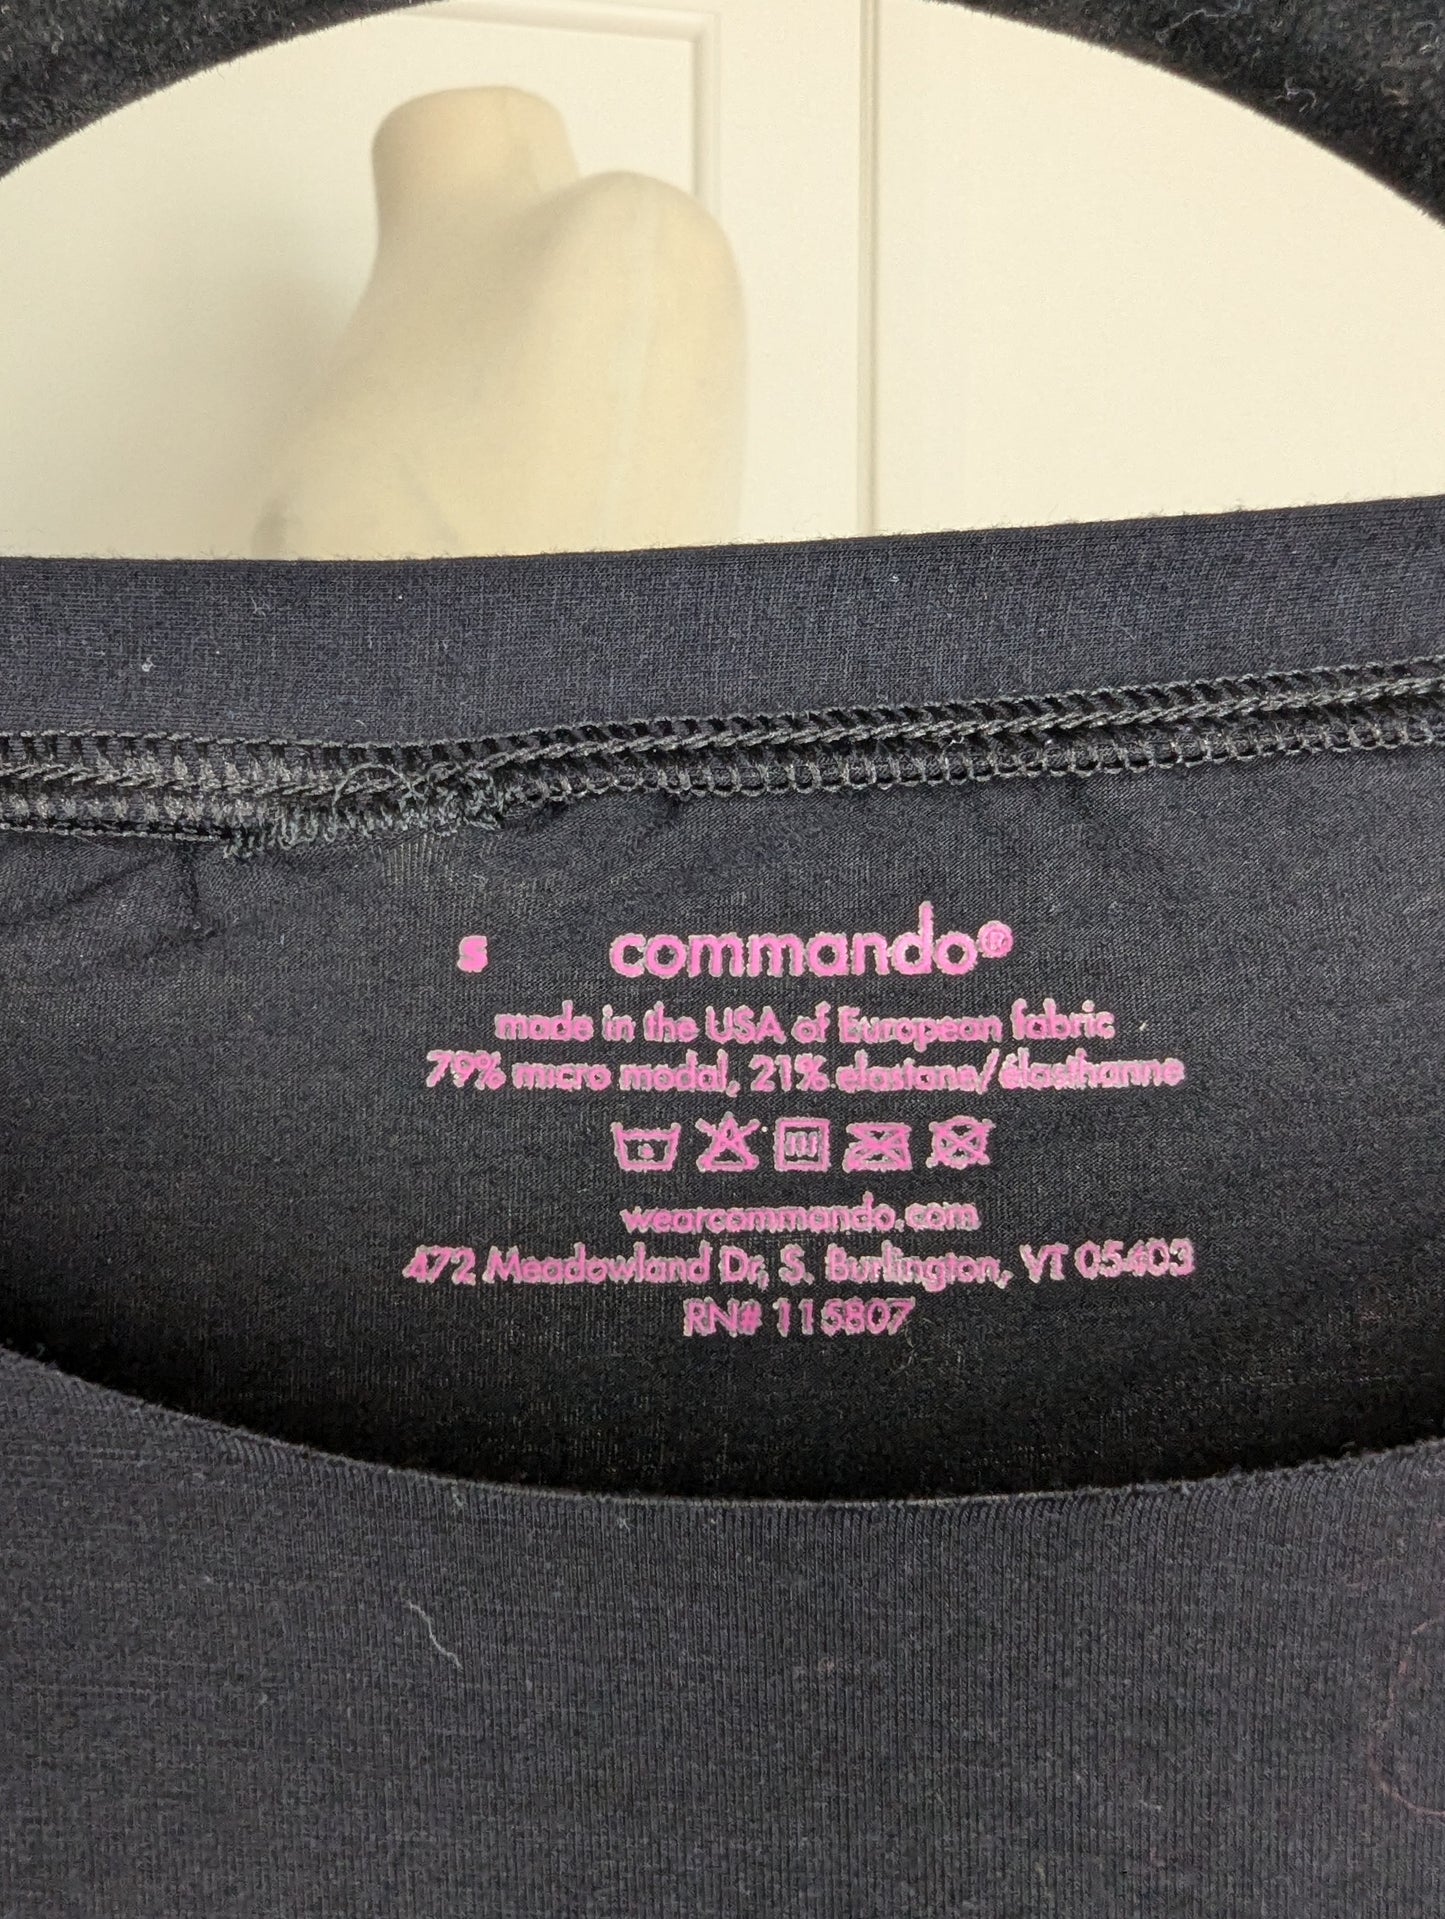 S commando®
made in the USA of European fabric
79% micro modal, 21% elastane/élasthanne
wearcommando.com
472 Meadowland Dr, S. Burlington, VT 05403
RN# 115807